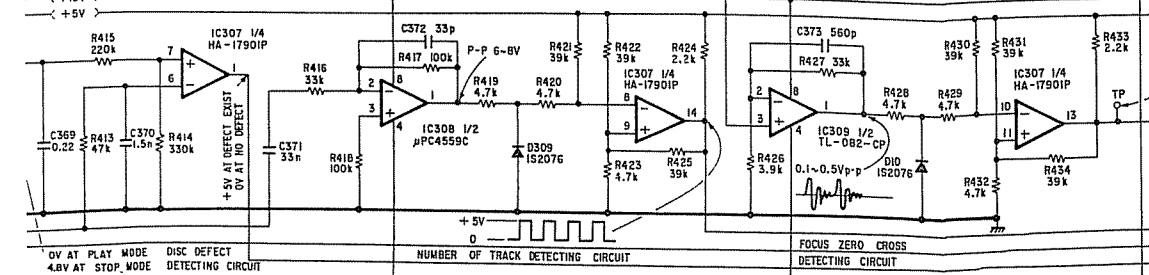 +5V
R415
220k
IC307 1/4
HA-17901P
7
6
1
+5V AT DEFECT EXIST
0V AT NO DEFECT
C369
0.22
R413
47k
C370
1.5n
R414
330k
C371
33n
R416
33k
C372 33p
R417 100k
P-P 6~8V
2
3
8
1
4
R418
100k
IC308 1/2
μPC4559C
R419
4.7k
R420
4.7k
D309
1S2076
R421
39k
R422
39k
R424
2.2k
IC307 1/4
HA-17901P
8
9
14
R423
4.7k
R425
39k
+5V
0
C373 560p
R427 33k
2
3
8
1
4
R426
3.9k
IC309 1/2
TL-082-CP
0.1~0.5Vp-p
R428
4.7k
R429
4.7k
D10
1S2076
R430
39k
R431
39k
R433
2.2k
IC307 1/4
HA-17901P
TP
10
11
13
R432
4.7k
R434
39k
0V AT PLAY MODE
4.8V AT STOP MODE
DISC DEFECT
DETECTING CIRCUIT
NUMBER OF TRACK DETECTING CIRCUIT
FOCUS ZERO CROSS
DETECTING CIRCUIT